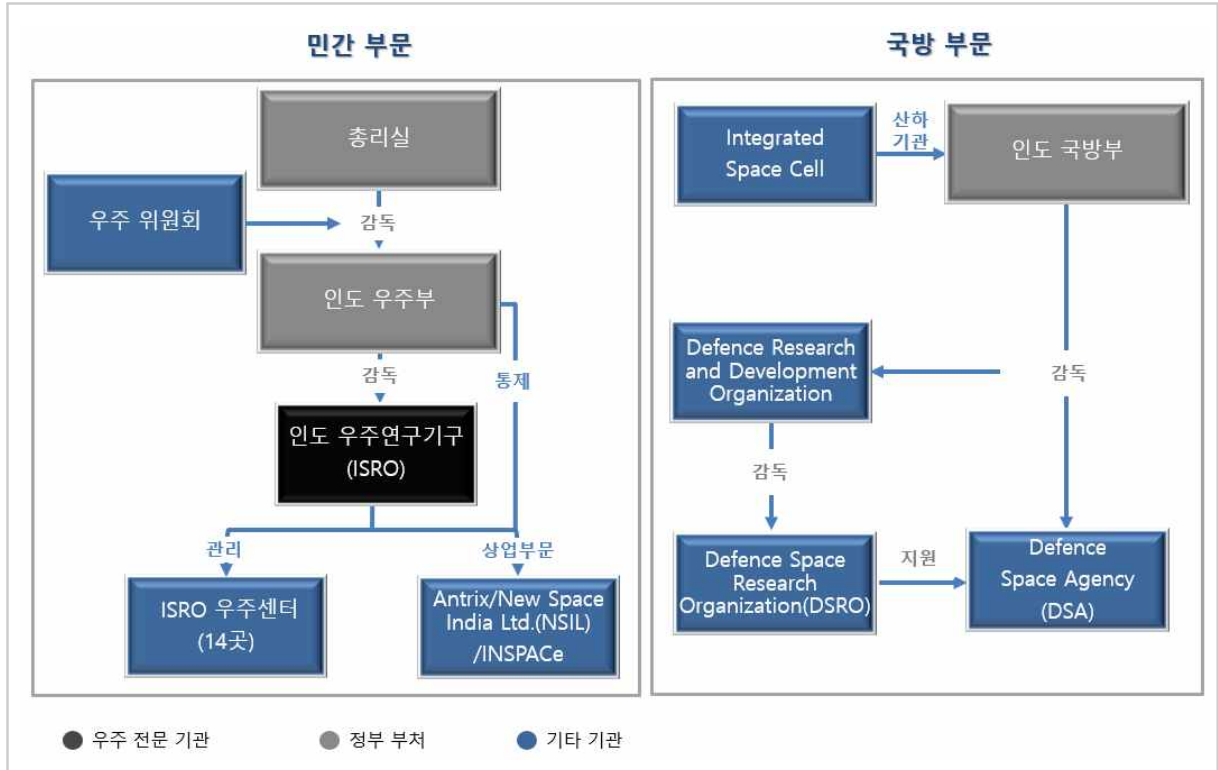 민간 부문
총리실
우주 위원회
감독
인도 우주부
감독
통제
인도 우주연구기구
(ISRO)
관리
상업부문
ISRO 우주센터
(14곳)
Antrix/New Space
India Ltd.(NSIL)
/INSPACe
국방 부문
Integrated
Space Cell
산하
기관
인도 국방부
Defence Research
and Development
Organization
감독
감독
Defence Space
Research
Organization(DSRO)
지원
Defence
Space Agency
(DSA)
우주 전문 기관
정부 부처
기타 기관